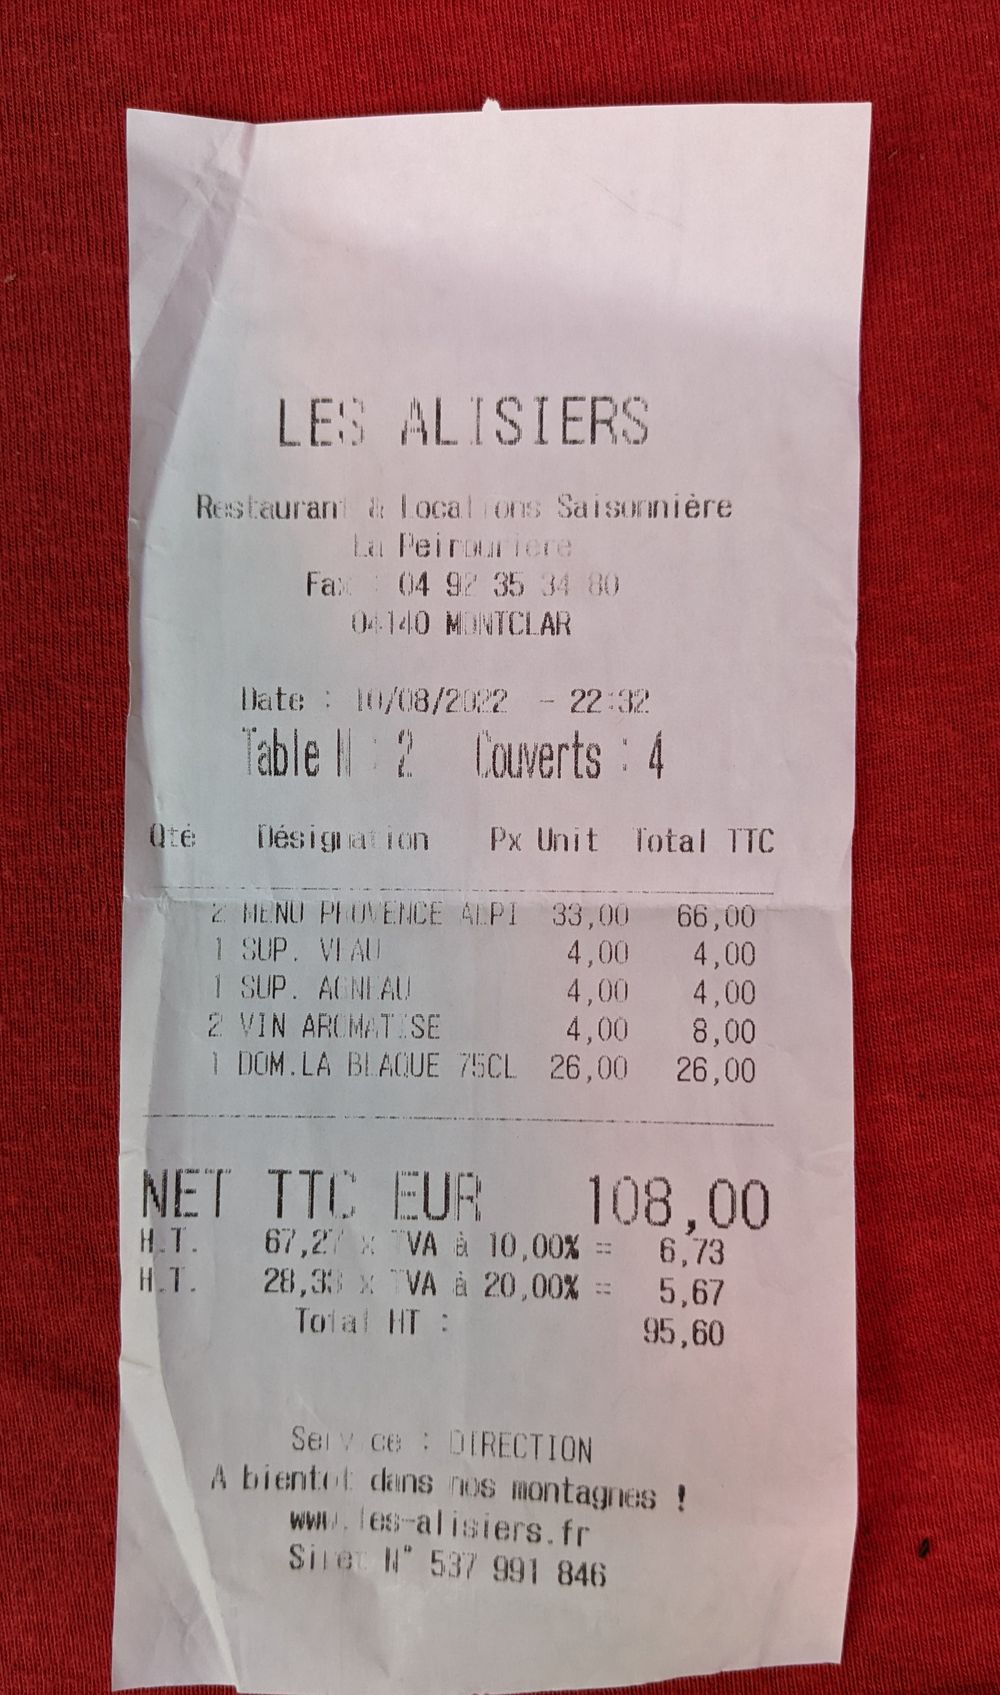 LES ALISIERS
Restaurant & Locations Saisonnière
La Peirouriere
Fax : 04 92 35 34 80
04140 MONTCLAR
Date : 10/08/2022 - 22:32
Table N : 2 Couverts : 4
Qté Désignation Px Unit Total TTC
2 MENU PROVENCE ALPI 33,00 66,00
1 SUP. VEAU 4,00 4,00
1 SUP. AGNEAU 4,00 4,00
2 VIN AROMATISE 4,00 8,00
1 DOM.LA BLAQUE 75CL 26,00 26,00
NET TTC EUR 108,00
H.T. 67,27 x TVA à 10,00% = 6,73
H.T. 28,33 x TVA à 20,00% = 5,67
Total HT : 95,60
Service : DIRECTION
A bientot dans nos montagnes !
www.les-alisiers.fr
Siret N° 537 991 846